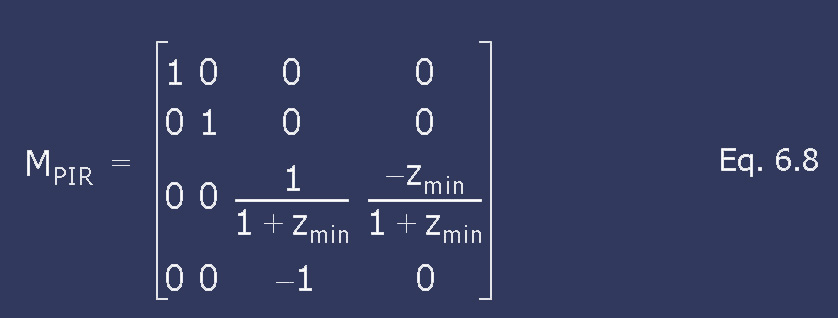 1 0 0 0
0 1 0 0
M_PIR = 0 0 1/(1 + z_min) −z_min/(1 + z_min) Eq. 6.8
0 0 −1 0